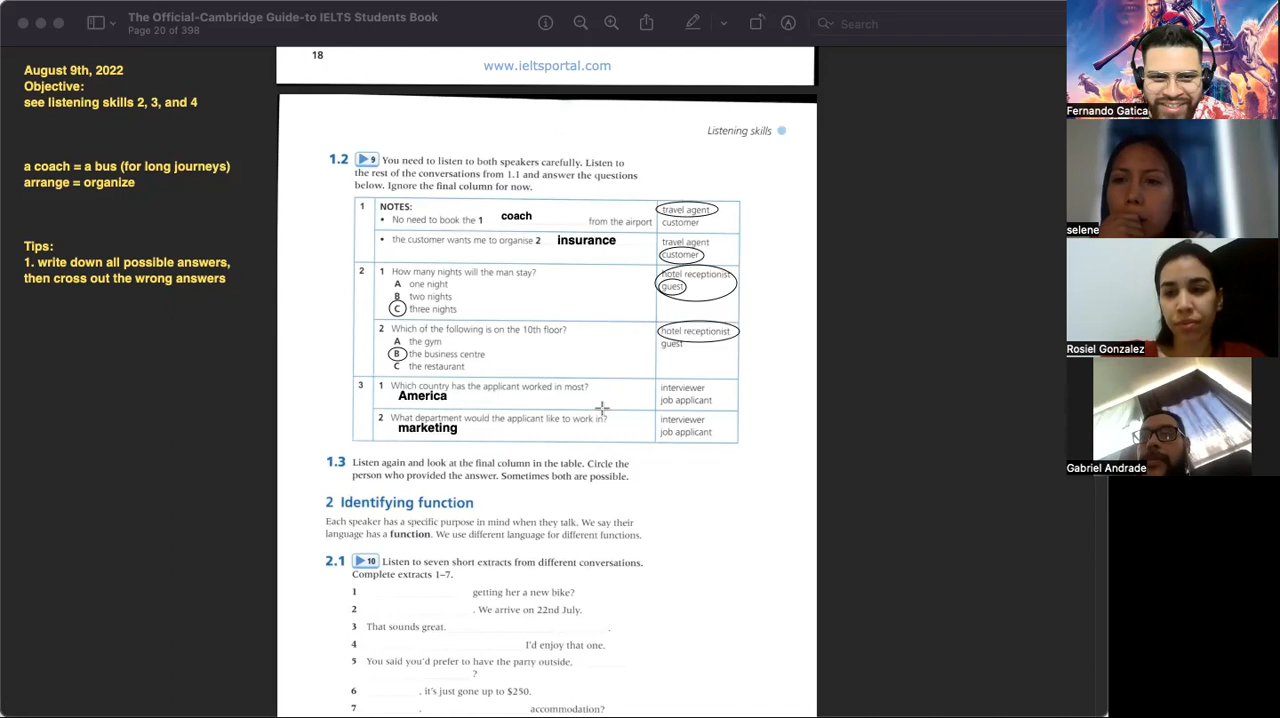 The Official-Cambridge Guide-to IELTS Students Book
Page 20 of 398
Search
August 9th, 2022
Objective:
see listening skills 2, 3, and 4
a coach = a bus (for long journeys)
arrange = organize
Tips:
1. write down all possible answers,
then cross out the wrong answers
18
www.ieltsportal.com
Listening skills
1.2 9 You need to listen to both speakers carefully. Listen to
the rest of the conversations from 1.1 and answer the questions
below. Ignore the final column for now.
1 NOTES:
travel agent
• No need to book the 1 coach from the airport
customer
• the customer wants me to organise 2 insurance
travel agent
customer
2 1 How many nights will the man stay?
hotel receptionist
A one night
guest
B two nights
C three nights
2 Which of the following is on the 10th floor?
hotel receptionist
A the gym
guest
B the business centre
C the restaurant
3 1 Which country has the applicant worked in most?
interviewer
America
job applicant
2 What department would the applicant like to work in?
interviewer
marketing
job applicant
1.3 Listen again and look at the final column in the table. Circle the
person who provided the answer. Sometimes both are possible.
2 Identifying function
Each speaker has a specific purpose in mind when they talk. We say their
language has a function. We use different language for different functions.
2.1 10 Listen to seven short extracts from different conversations.
Complete extracts 1–7.
1 getting her a new bike?
2 . We arrive on 22nd July.
3 That sounds great. .
4 I'd enjoy that one.
5 You said you'd prefer to have the party outside,
?
6 , it's just gone up to $250.
7 , accommodation?
Fernando Gatica
selene
Rosiel Gonzalez
Gabriel Andrade